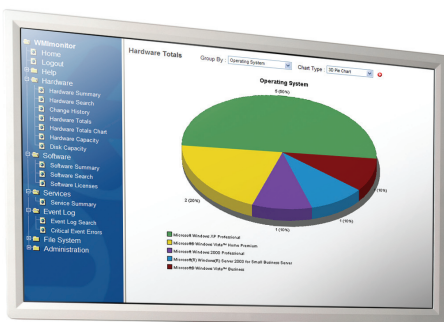 WMImonitor
Home
Logout
Help
Hardware
Hardware Summary
Hardware Search
Change History
Hardware Totals
Hardware Totals Chart
Hardware Capacity
Disk Capacity
Software
Software Summary
Software Search
Software Licenses
Services
Service Summary
Event Log
Event Log Search
Critical Event Errors
File System
Administration
Hardware Totals
Group By : Operating System
Chart Type : 3D Pie Chart
Operating System
5 (50%)
2 (20%)
1 (10%)
1 (10%)
(10%)
Microsoft Windows XP Professional
Microsoft® Windows Vista™ Home Premium
Microsoft Windows 2000 Professional
Microsoft(R) Windows(R) Server 2003 for Small Business Server
Microsoft® Windows Vista™ Business